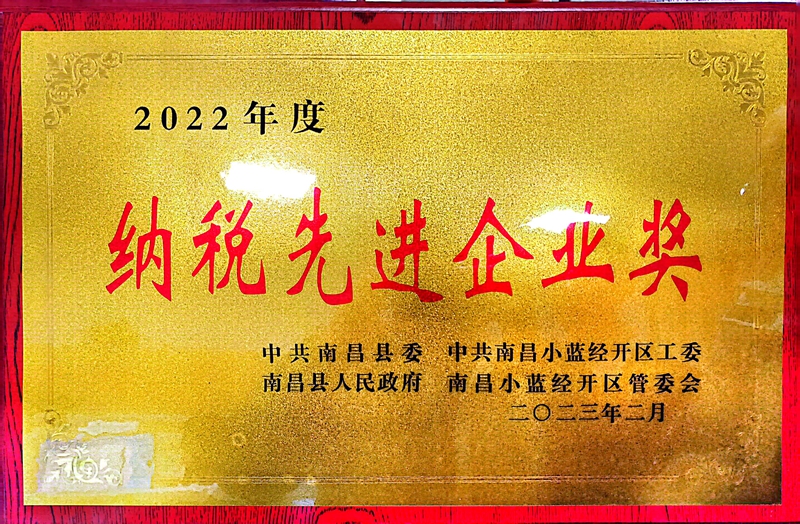 2022年度
纳税先进企业奖
中共南昌县委 中共南昌小蓝经开区工委
南昌县人民政府 南昌小蓝经开区管委会
二〇二三年二月